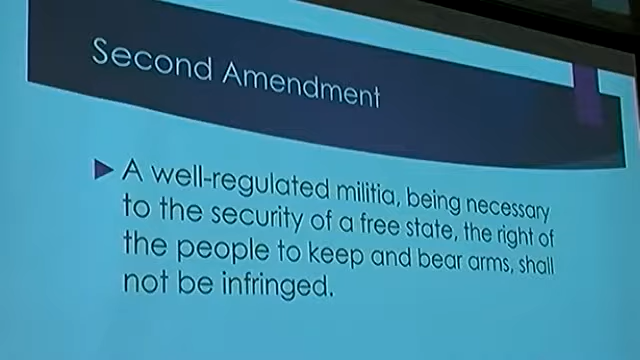 Second Amendment
A well-regulated militia, being necessary
to the security of a free state, the right of
the people to keep and bear arms, shall
not be infringed.